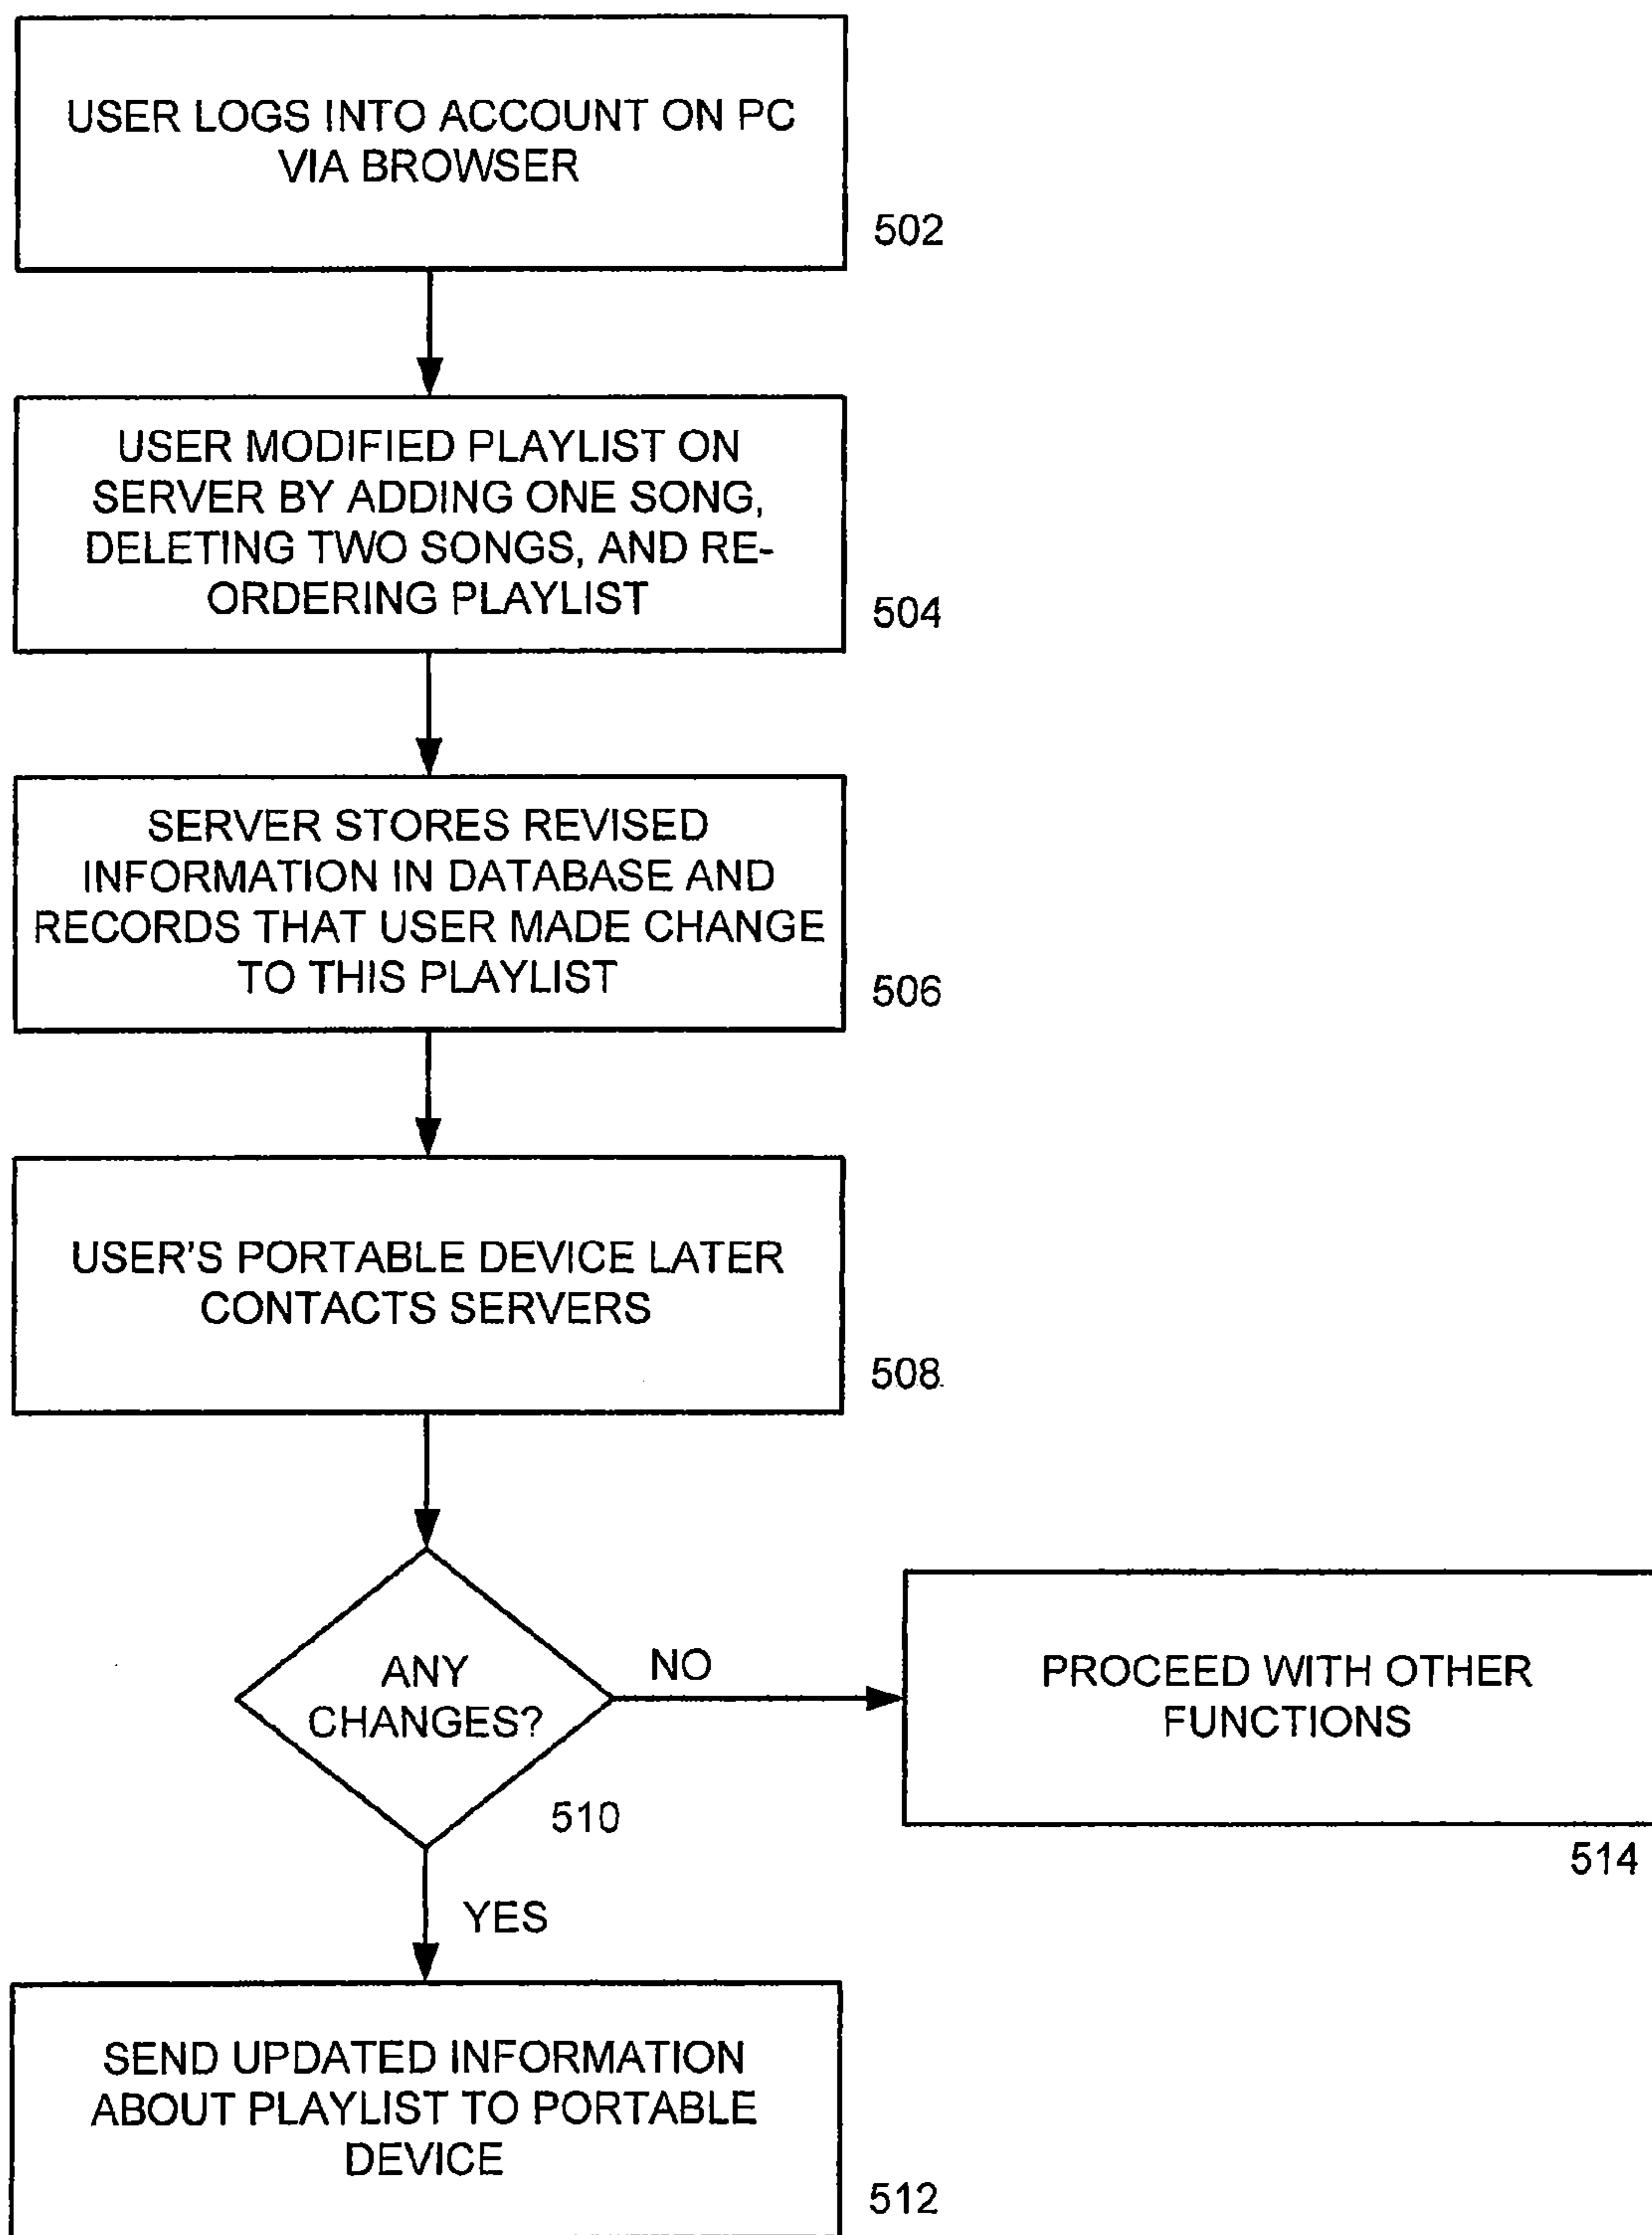 USER LOGS INTO ACCOUNT ON PC
VIA BROWSER
502
USER MODIFIED PLAYLIST ON
SERVER BY ADDING ONE SONG,
DELETING TWO SONGS, AND RE-
ORDERING PLAYLIST
504
SERVER STORES REVISED
INFORMATION IN DATABASE AND
RECORDS THAT USER MADE CHANGE
TO THIS PLAYLIST
506
USER'S PORTABLE DEVICE LATER
CONTACTS SERVERS
508
ANY
CHANGES?
510
NO
PROCEED WITH OTHER
FUNCTIONS
514
YES
SEND UPDATED INFORMATION
ABOUT PLAYLIST TO PORTABLE
DEVICE
512